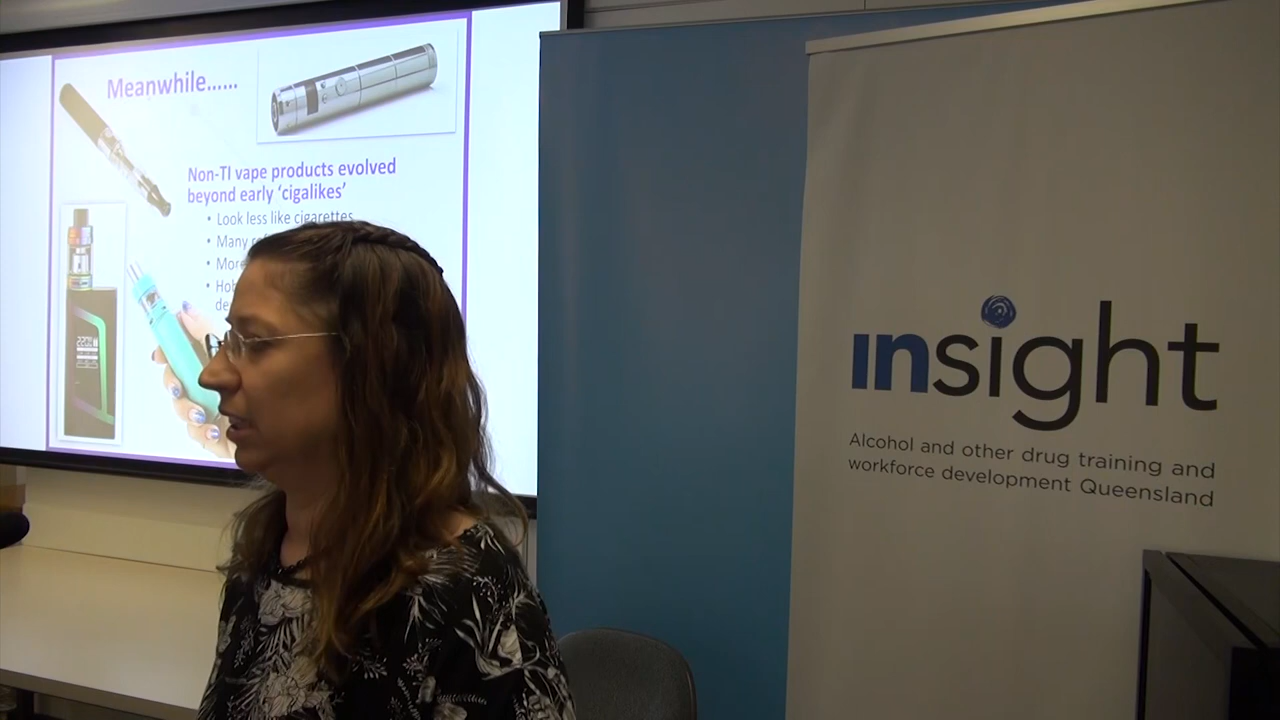 Meanwhile......
Non-TI vape products evolved
beyond early ‘cigalikes’
• Look less like cigarettes
• Many
• More
• Hob
de
insight
Alcohol and other drug training and
workforce development Queensland